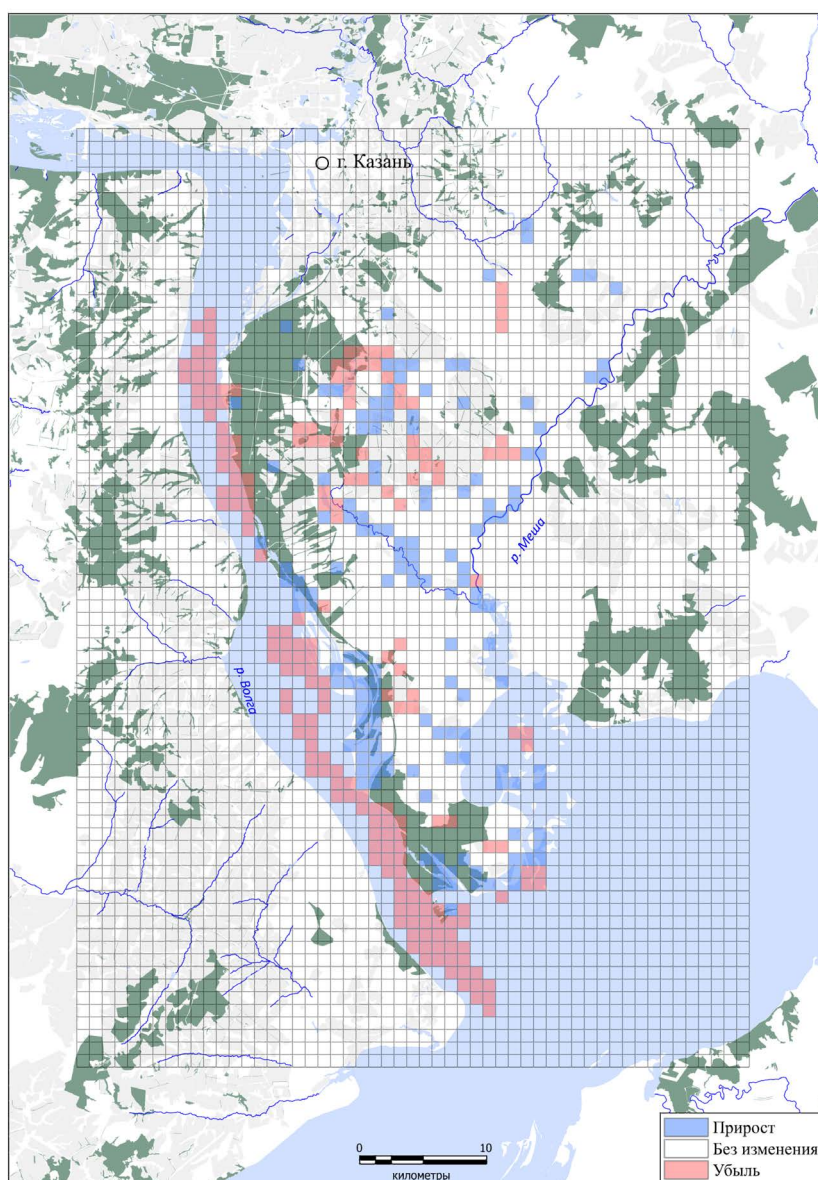 г. Казань
р. Меша
р. Волга
0 10
километры
Прирост
Без изменения
Убыль